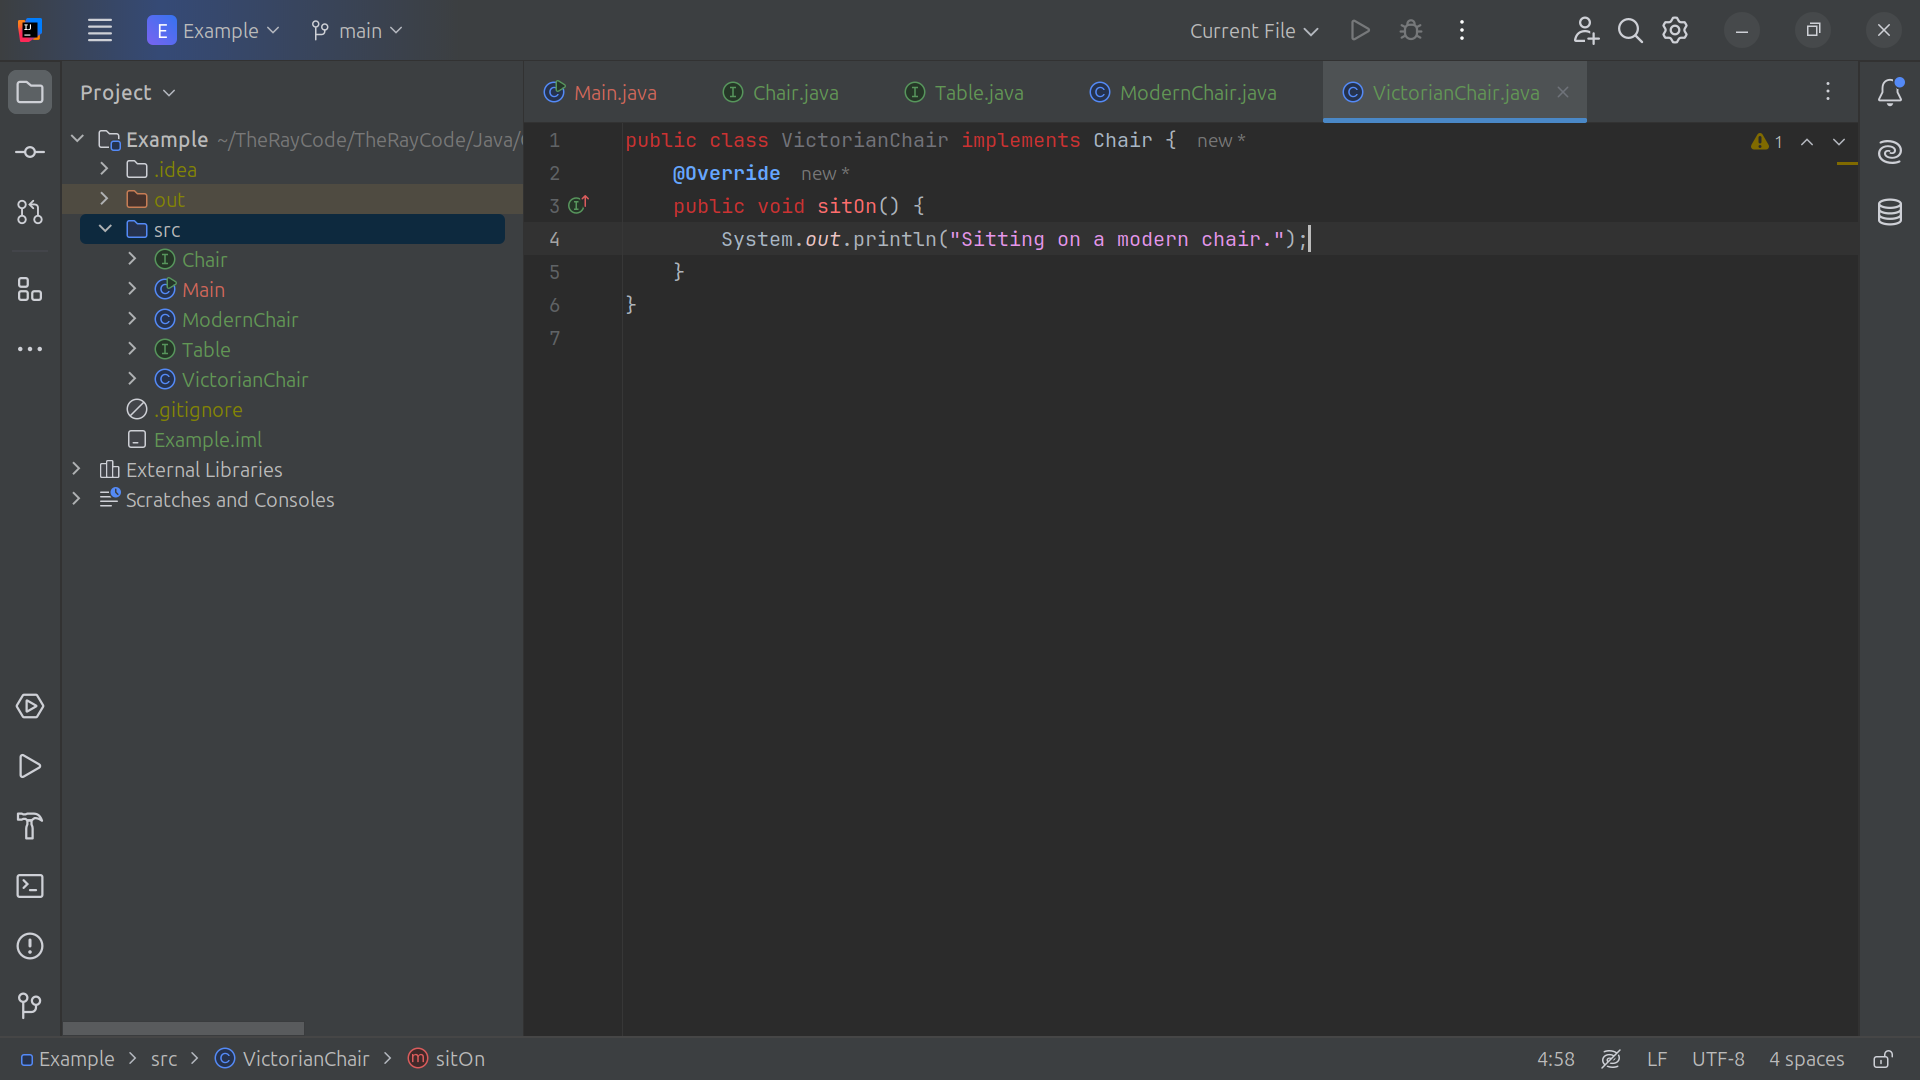 E Example main Current File
Project
Main.java Chair.java Table.java ModernChair.java VictorianChair.java
Example ~/TheRayCode/TheRayCode/Java/
.idea
out
src
Chair
Main
ModernChair
Table
VictorianChair
.gitignore
Example.iml
External Libraries
Scratches and Consoles
1 public class VictorianChair implements Chair { new *
2 @Override new *
3 public void sitOn() {
4 System.out.println("Sitting on a modern chair.");
5 }
6 }
7
1
Example > src > VictorianChair > sitOn
4:58 LF UTF-8 4 spaces